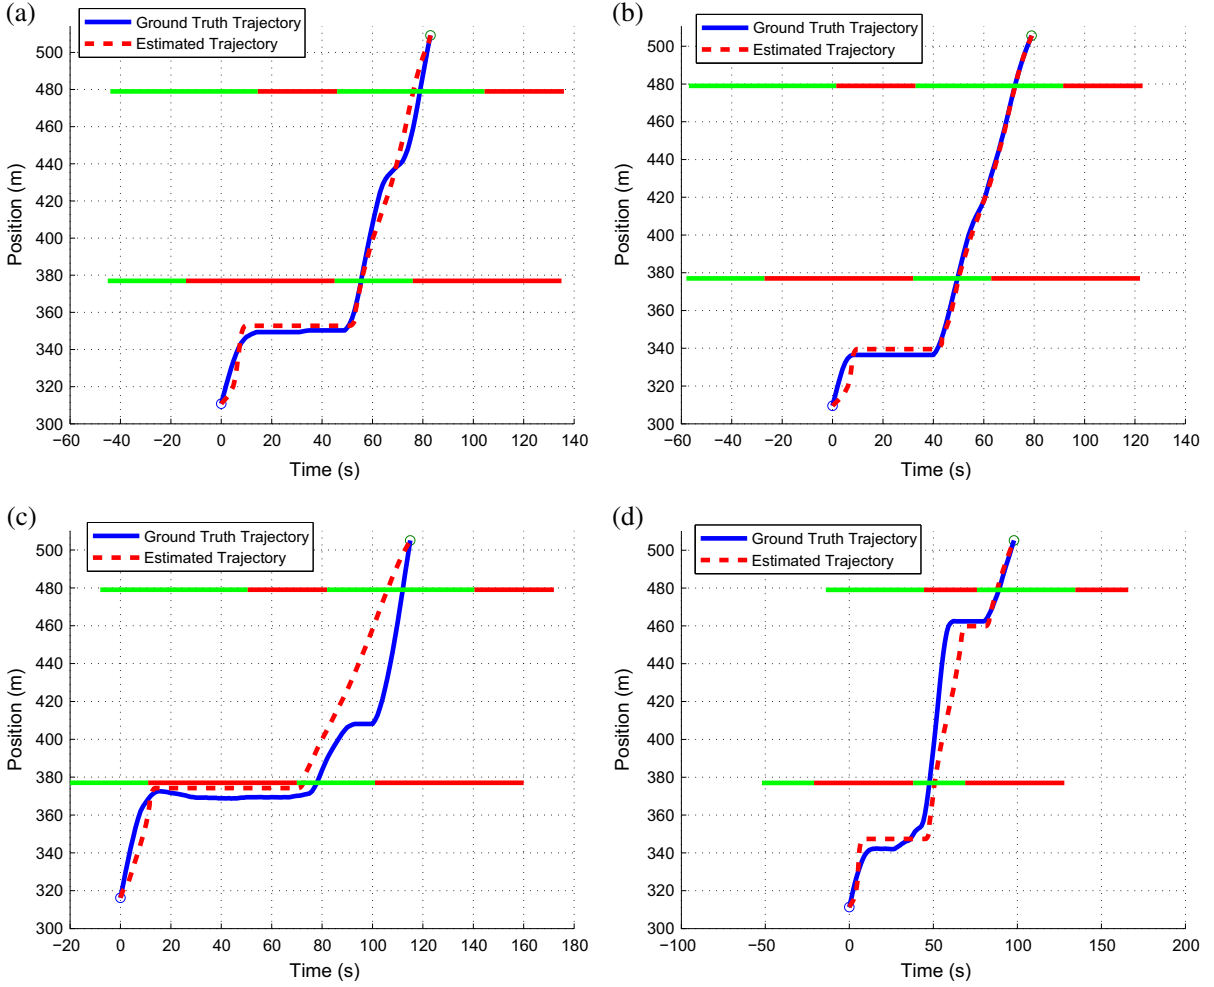 (a)
Ground Truth Trajectory
Estimated Trajectory
Position (m)
500
480
460
440
420
400
380
360
340
320
300
−60 −40 −20 0 20 40 60 80 100 120 140
Time (s)
(b)
Ground Truth Trajectory
Estimated Trajectory
Position (m)
500
480
460
440
420
400
380
360
340
320
300
−60 −40 −20 0 20 40 60 80 100 120 140
Time (s)
(c)
Ground Truth Trajectory
Estimated Trajectory
Position (m)
500
480
460
440
420
400
380
360
340
320
300
−20 0 20 40 60 80 100 120 140 160 180
Time (s)
(d)
Ground Truth Trajectory
Estimated Trajectory
Position (m)
500
480
460
440
420
400
380
360
340
320
300
−100 −50 0 50 100 150 200
Time (s)